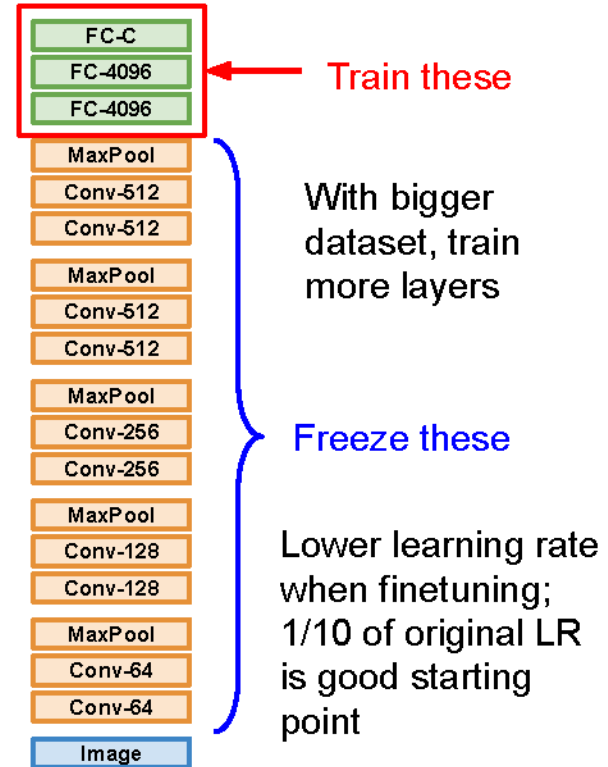 FC-C
FC-4096
FC-4096
Train these
MaxPool
Conv-512
Conv-512
MaxPool
Conv-512
Conv-512
MaxPool
Conv-256
Conv-256
MaxPool
Conv-128
Conv-128
MaxPool
Conv-64
Conv-64
Image
With bigger
dataset, train
more layers
Freeze these
Lower learning rate
when finetuning;
1/10 of original LR
is good starting
point